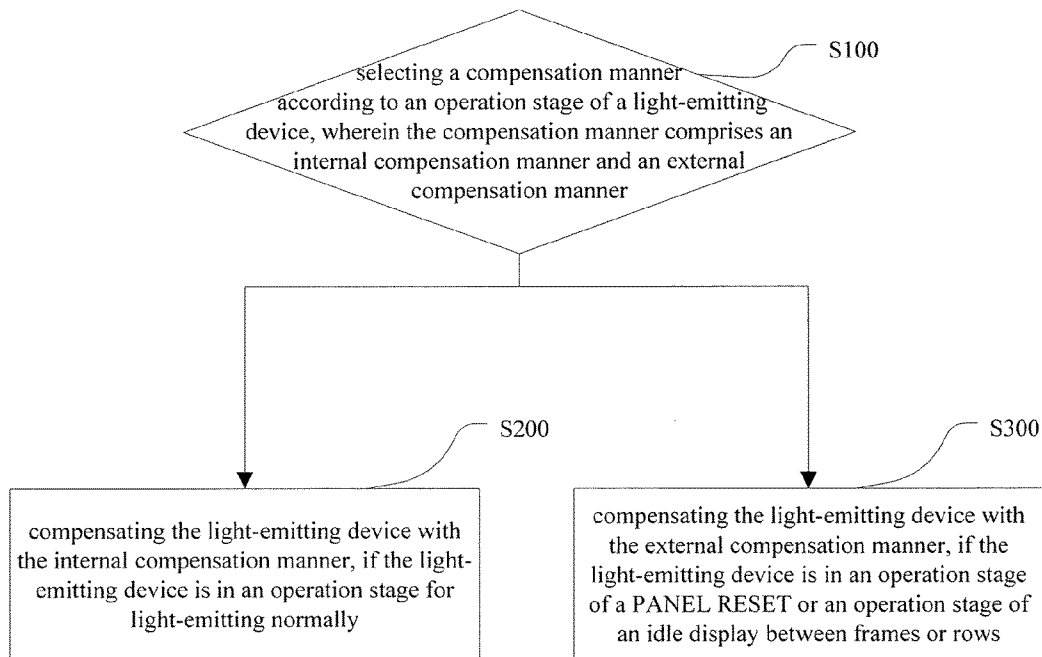 S100
selecting a compensation manner
according to an operation stage of a light-emitting
device, wherein the compensation manner comprises an
internal compensation manner and an external
compensation manner
S200
compensating the light-emitting device with
the internal compensation manner, if the light-
emitting device is in an operation stage for
light-emitting normally
S300
compensating the light-emitting device with
the external compensation manner, if the
light-emitting device is in an operation stage
of a PANEL RESET or an operation stage of
an idle display between frames or rows